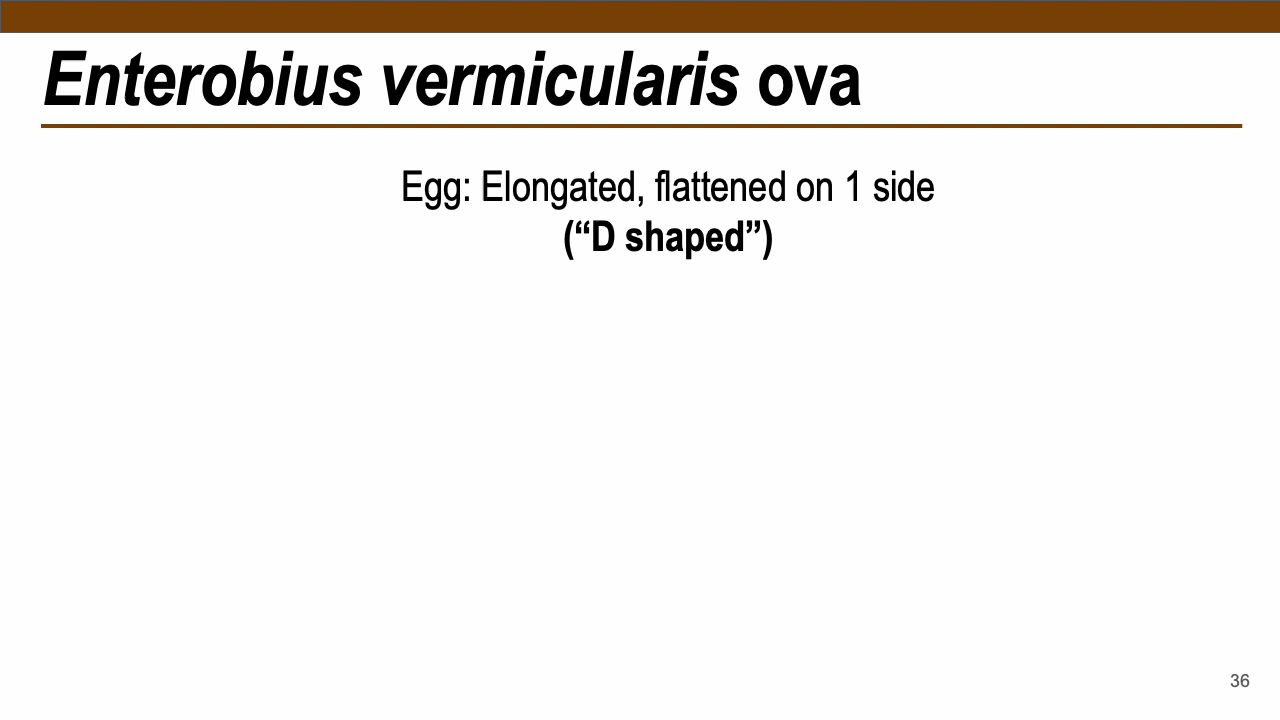 Enterobius vermicularis ova
Egg: Elongated, flattened on 1 side
(“D shaped”)
36